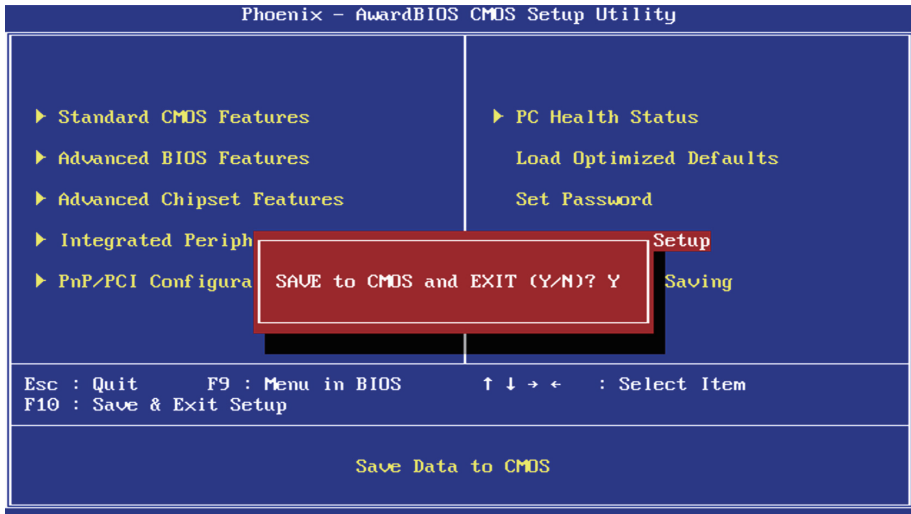 Phoenix - AwardBIOS CMOS Setup Utility
Standard CMOS Features
Advanced BIOS Features
Advanced Chipset Features
Integrated Periph
PnP/PCI Configura
PC Health Status
Load Optimized Defaults
Set Password
Setup
Saving
SAVE to CMOS and EXIT (Y/N)? Y
Esc : Quit F9 : Menu in BIOS ↑ ↓ → ← : Select Item
F10 : Save & Exit Setup
Save Data to CMOS